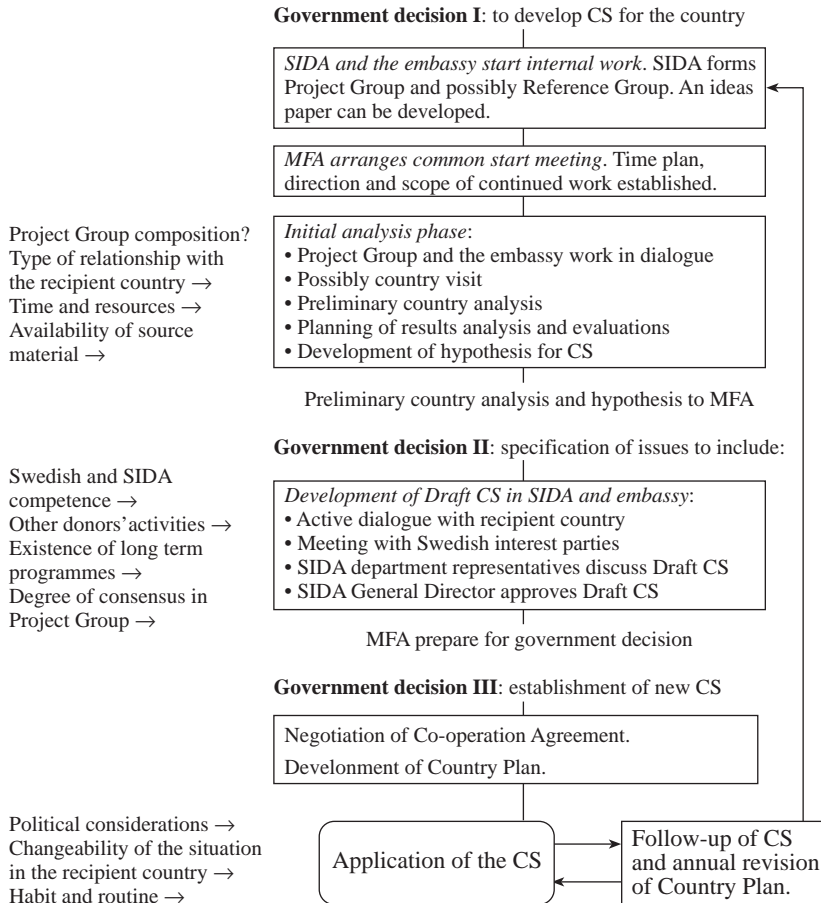 Government decision I: to develop CS for the country
SIDA and the embassy start internal work. SIDA forms
Project Group and possibly Reference Group. An ideas
paper can be developed.
MFA arranges common start meeting. Time plan,
direction and scope of continued work established.
Project Group composition?
Type of relationship with
the recipient country →
Time and resources →
Availability of source
material →
Initial analysis phase:
• Project Group and the embassy work in dialogue
• Possibly country visit
• Preliminary country analysis
• Planning of results analysis and evaluations
• Development of hypothesis for CS
Preliminary country analysis and hypothesis to MFA
Government decision II: specification of issues to include:
Swedish and SIDA
competence →
Other donors' activities →
Existence of long term
programmes →
Degree of consensus in
Project Group →
Development of Draft CS in SIDA and embassy:
• Active dialogue with recipient country
• Meeting with Swedish interest parties
• SIDA department representatives discuss Draft CS
• SIDA General Director approves Draft CS
MFA prepare for government decision
Government decision III: establishment of new CS
Negotiation of Co-operation Agreement.
Develonment of Country Plan.
Political considerations →
Changeability of the situation
in the recipient country →
Habit and routine →
Application of the CS
Follow-up of CS
and annual revision
of Country Plan.